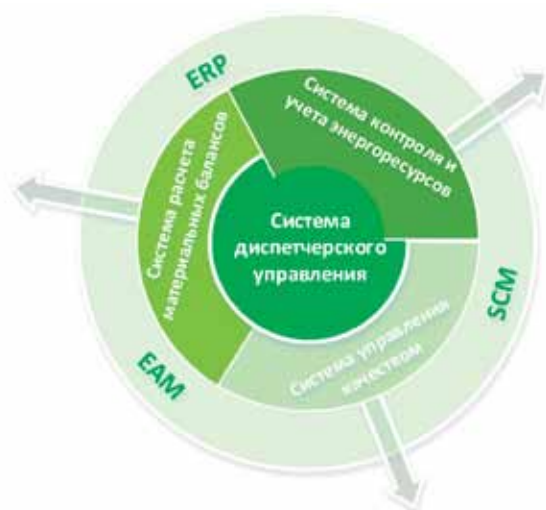 ERP
Система контроля и
учета энергоресурсов
Система расчета
материальных балансов
Система
диспетчерского
управления
SCM
Система управления
качеством
EAM